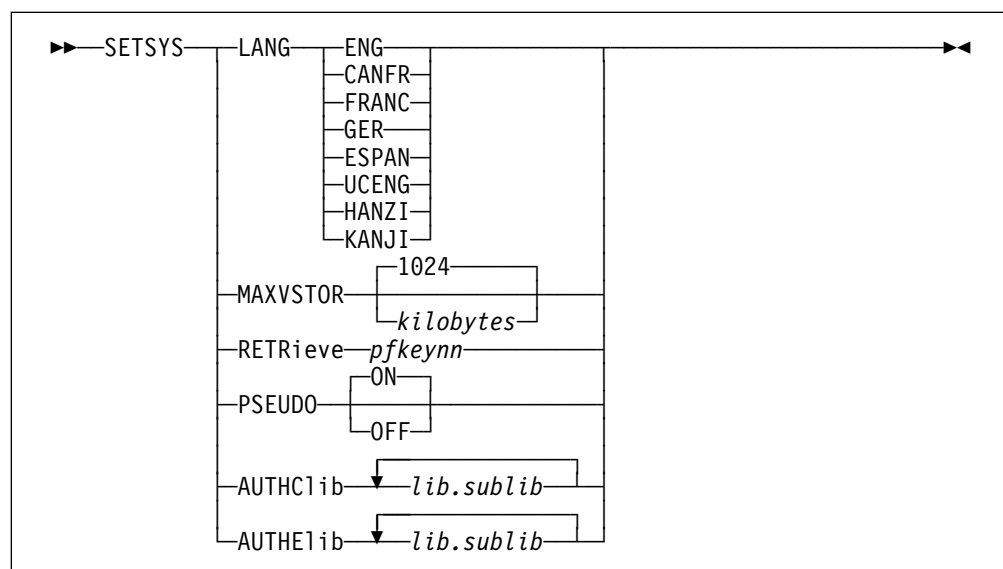 SETSYS LANG ENG
CANFR
FRANC
GER
ESPAN
UCENG
HANZI
KANJI
1024
MAXVSTOR
kilobytes
RETRieve pfkeynn
ON
PSEUDO
OFF
AUTHClib lib.sublib
AUTHElib lib.sublib